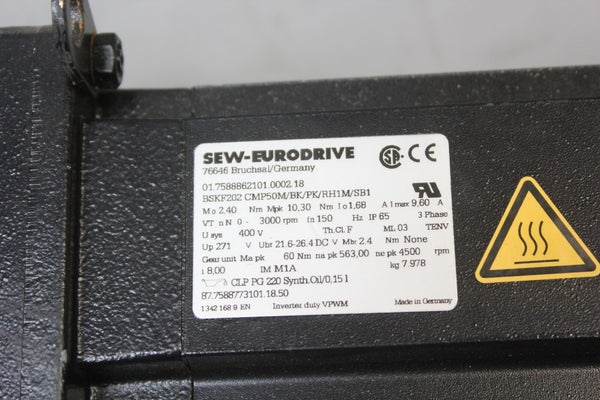 SEW-EURODRIVE
76646 Bruchsal/Germany
01.7588862101.0002.18
BSKF202 CMP50M/BK/PK/RH1M/SB1
Mo 2,40 Nm Mpk 10,30 Nm Io 1,68 A Imax 9,60 A
VT nN 0 - 3000 rpm fn 150 Hz IP 65 3 Phase
U sys 400 V Th.Cl. F ML 03 TENV
Up 271 V Ubr 21.6-26.4 DC V Mbr 2.4 Nm None
Gear unit Ma pk 60 Nm na pk 563,00 ne pk 4500 rpm
i 8,00 IM M1A kg 7.978
CLP PG 220 Synth.Oil/0,15 l
87.7588773101.18.50
1342 168 9 EN Inverter duty VPWM Made in Germany